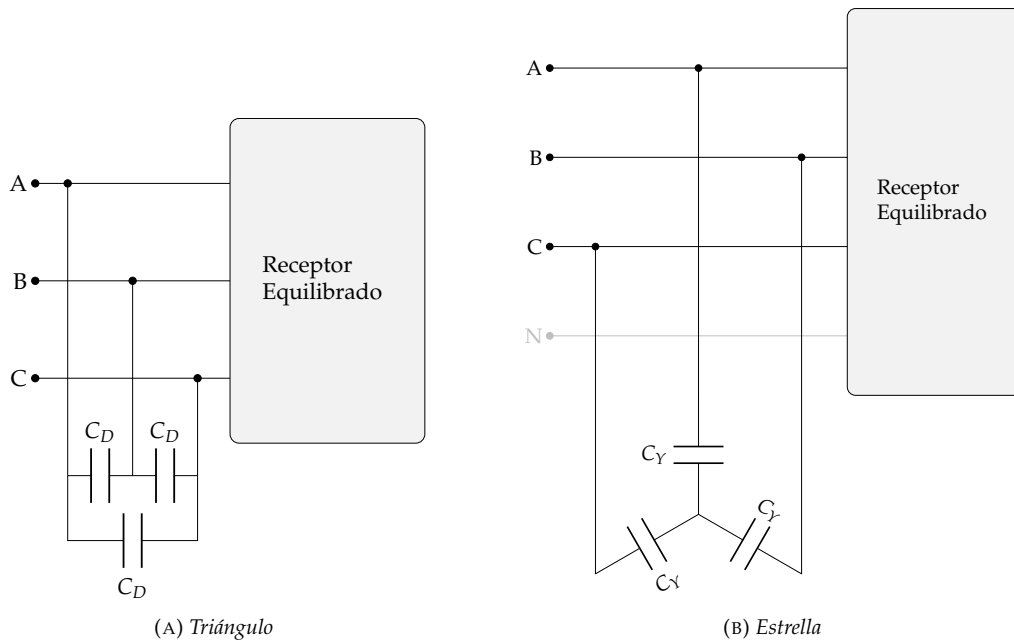 A
B
C
Receptor
Equilibrado
C_D
C_D
C_D
(A) Triángulo
A
B
C
N
Receptor
Equilibrado
C_Y
C_Y
C_Y
(B) Estrella